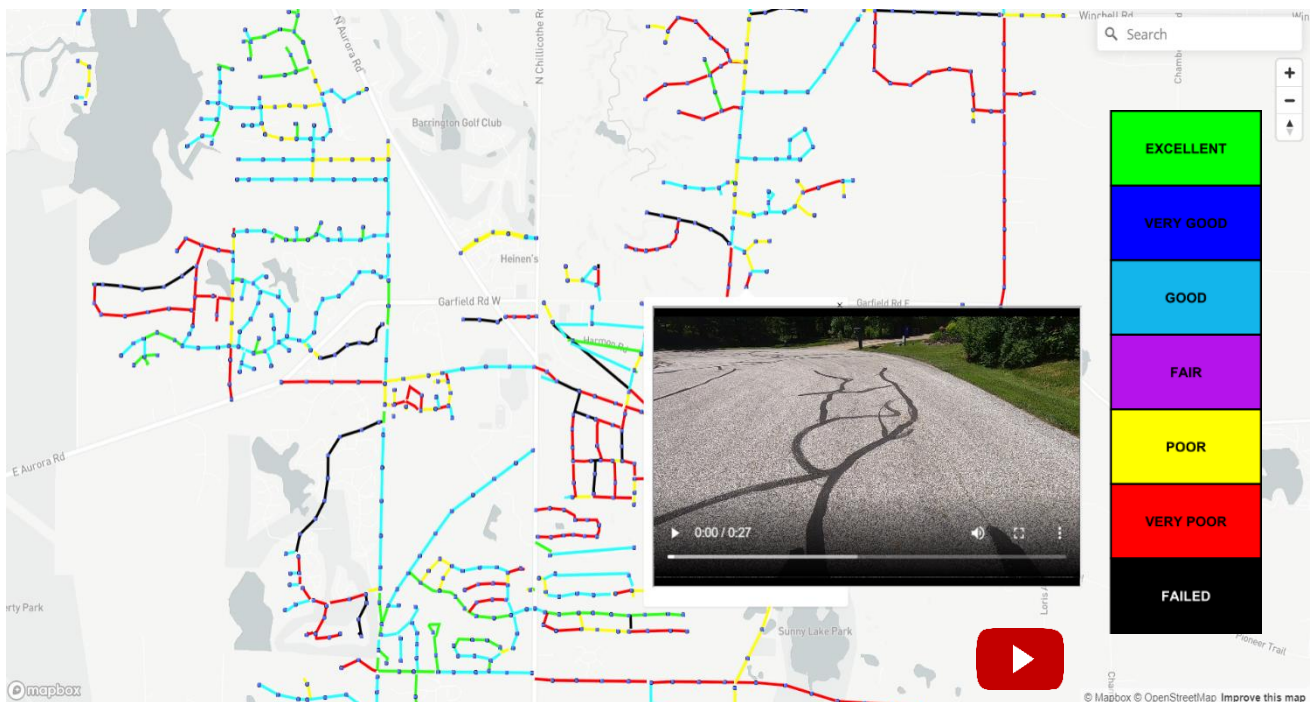 Winchell Rd
Search
N Aurora Rd
N Chillicothe Rd
Barrington Golf Club
EXCELLENT
VERY GOOD
Heinen's
GOOD
Garfield Rd W
Garfield Rd E
Harmon Rd
FAIR
POOR
E Aurora Rd
VERY POOR
0:00 / 0:27
FAILED
Sunny Lake Park
Pioneer Trail
mapbox
© Mapbox © OpenStreetMap Improve this map